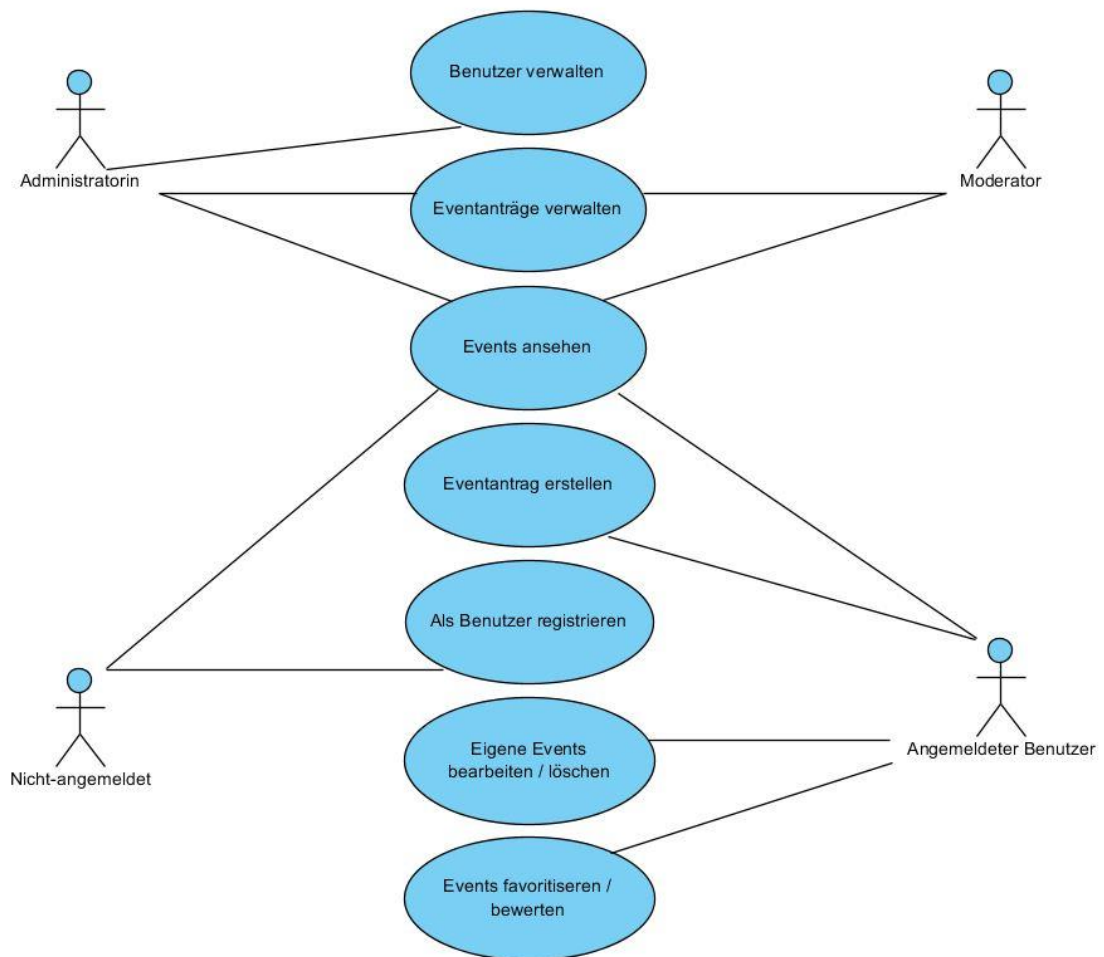 Benutzer verwalten
Administratorin
Moderator
Eventanträge verwalten
Events ansehen
Eventantrag erstellen
Als Benutzer registrieren
Nicht-angemeldet
Eigene Events
bearbeiten / löschen
Angemeldeter Benutzer
Events favoritiseren /
bewerten